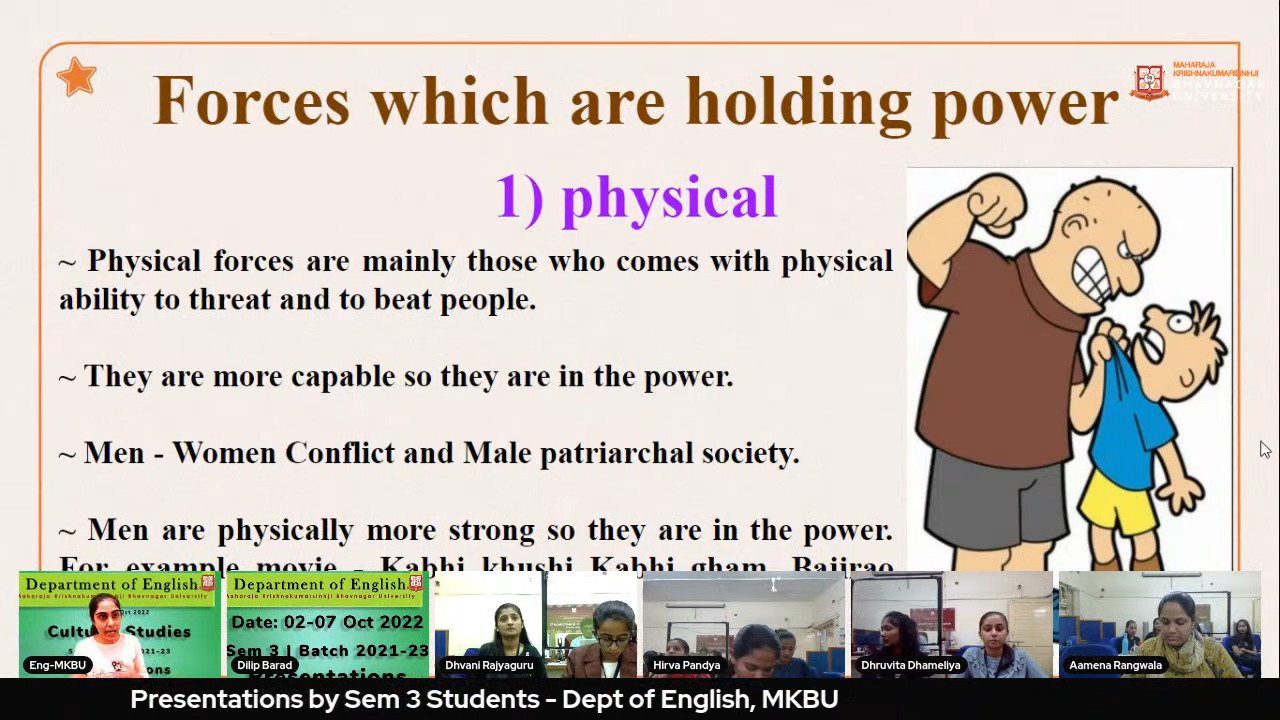 Forces which are holding power
MAHARAJA
KRISHNAKUMARSINHJI
BHAVNAGAR
UNIVERSITY
1) physical
~ Physical forces are mainly those who comes with physical
ability to threat and to beat people.
~ They are more capable so they are in the power.
~ Men - Women Conflict and Male patriarchal society.
~ Men are physically more strong so they are in the power.
For example movie - Kabhi khushi Kabhi gham, Bajirao
Department of English
Maharaja Krishnakumarsinhji Bhavnagar University
Oct 2022
Cultural Studies
Eng-MKBU
Department of English
Maharaja Krishnakumarsinhji Bhavnagar University
Date: 02-07 Oct 2022
Sem 3 | Batch 2021-23
Presentations
Dilip Barad
Dhvani Rajyaguru
Hirva Pandya
Dhruvita Dhameliya
Aamena Rangwala
Presentations by Sem 3 Students - Dept of English, MKBU